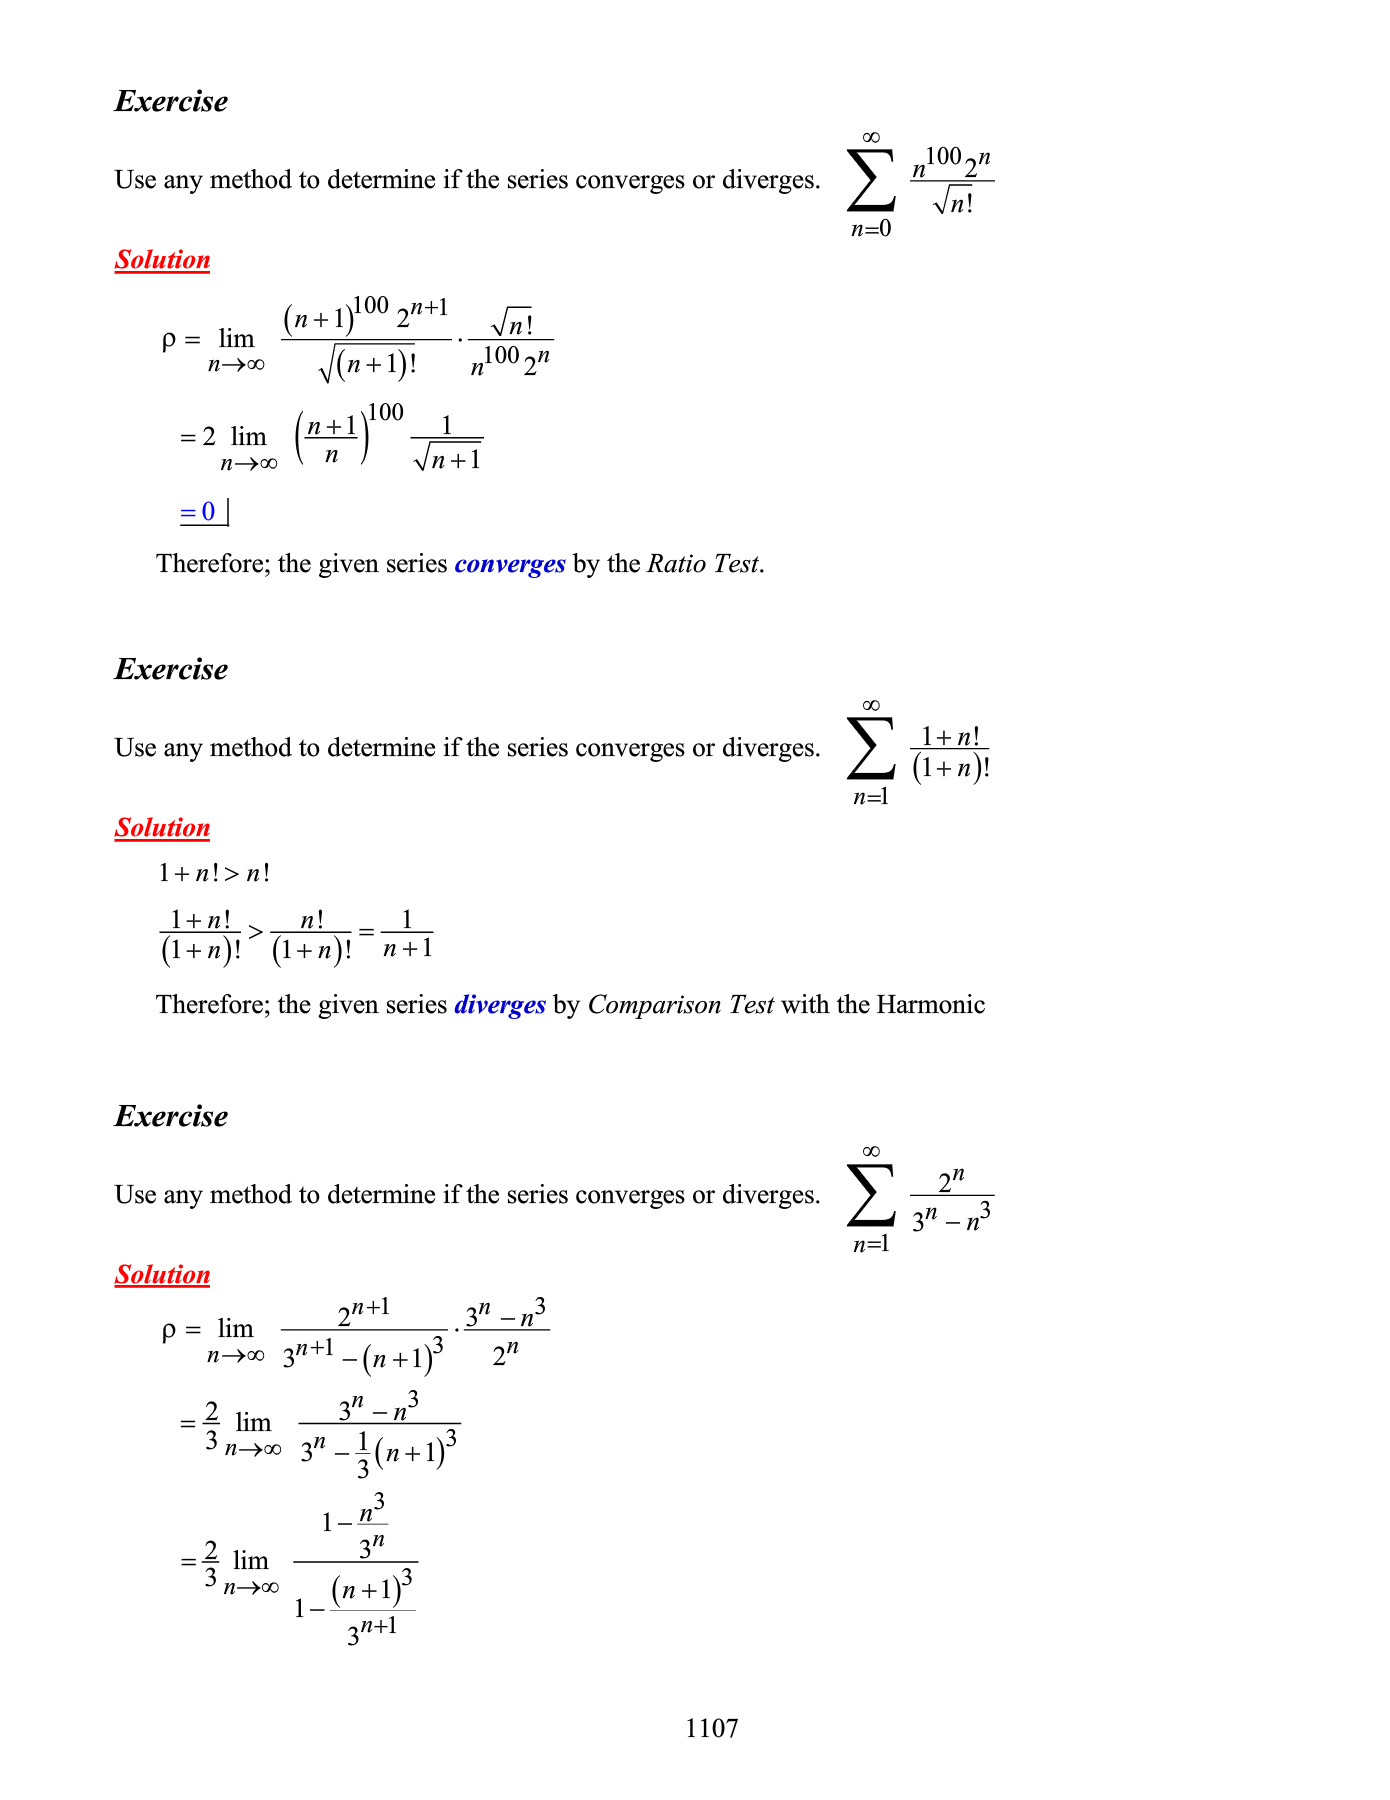 Exercise
Use any method to determine if the series converges or diverges. \sum_{n=0}^{\infty} \frac{n^{100} 2^n}{\sqrt{n!}}
Solution
\rho = \lim_{n \to \infty} \frac{(n+1)^{100} 2^{n+1}}{\sqrt{(n+1)!}} \cdot \frac{\sqrt{n!}}{n^{100} 2^n}
= 2 \lim_{n \to \infty} \left(\frac{n+1}{n}\right)^{100} \frac{1}{\sqrt{n+1}}
= 0 |
Therefore; the given series converges by the Ratio Test.
Exercise
Use any method to determine if the series converges or diverges. \sum_{n=1}^{\infty} \frac{1+n!}{(1+n)!}
Solution
1 + n! > n!
\frac{1+n!}{(1+n)!} > \frac{n!}{(1+n)!} = \frac{1}{n+1}
Therefore; the given series diverges by Comparison Test with the Harmonic
Exercise
Use any method to determine if the series converges or diverges. \sum_{n=1}^{\infty} \frac{2^n}{3^n - n^3}
Solution
\rho = \lim_{n \to \infty} \frac{2^{n+1}}{3^{n+1} - (n+1)^3} \cdot \frac{3^n - n^3}{2^n}
= \frac{2}{3} \lim_{n \to \infty} \frac{3^n - n^3}{3^n - \frac{1}{3}(n+1)^3}
= \frac{2}{3} \lim_{n \to \infty} \frac{1 - \frac{n^3}{3^n}}{1 - \frac{(n+1)^3}{3^{n+1}}}
1107